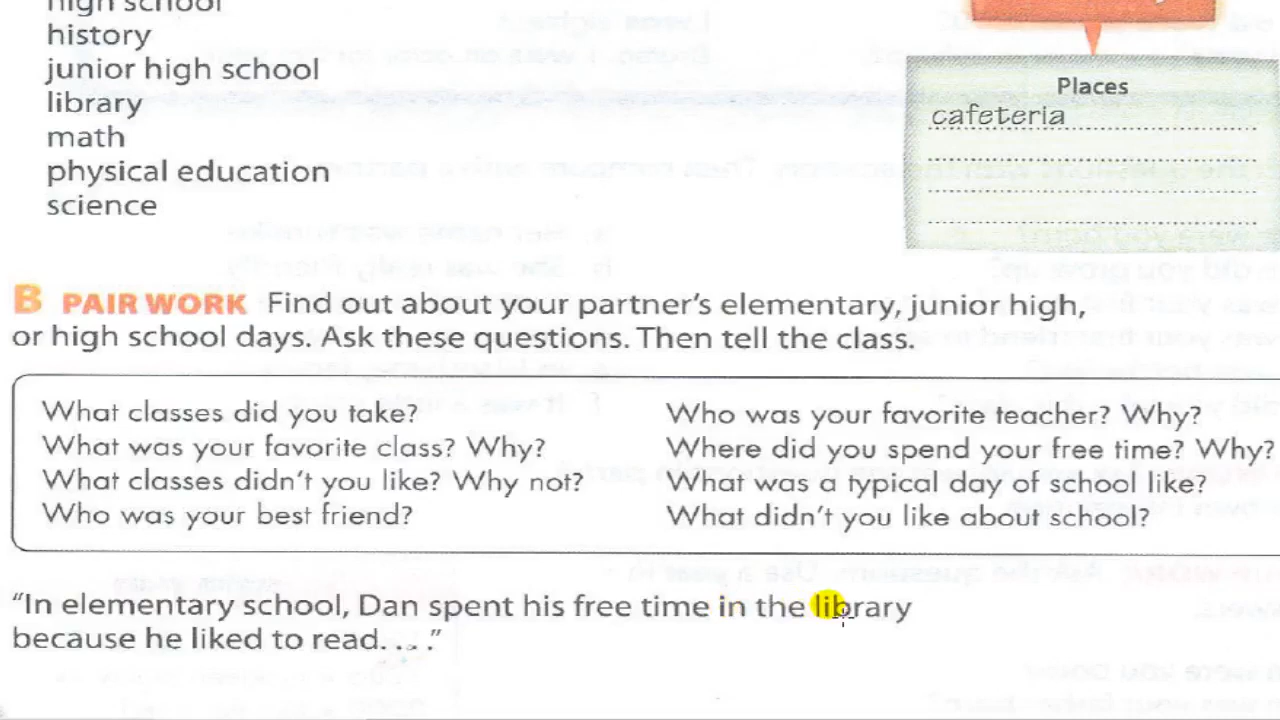 high school
history
junior high school
library
math
physical education
science
Places
cafeteria
B PAIR WORK Find out about your partner's elementary, junior high,
or high school days. Ask these questions. Then tell the class.
What classes did you take?
What was your favorite class? Why?
What classes didn't you like? Why not?
Who was your best friend?
Who was your favorite teacher? Why?
Where did you spend your free time? Why?
What was a typical day of school like?
What didn't you like about school?
"In elementary school, Dan spent his free time in the library
because he liked to read. . . ."